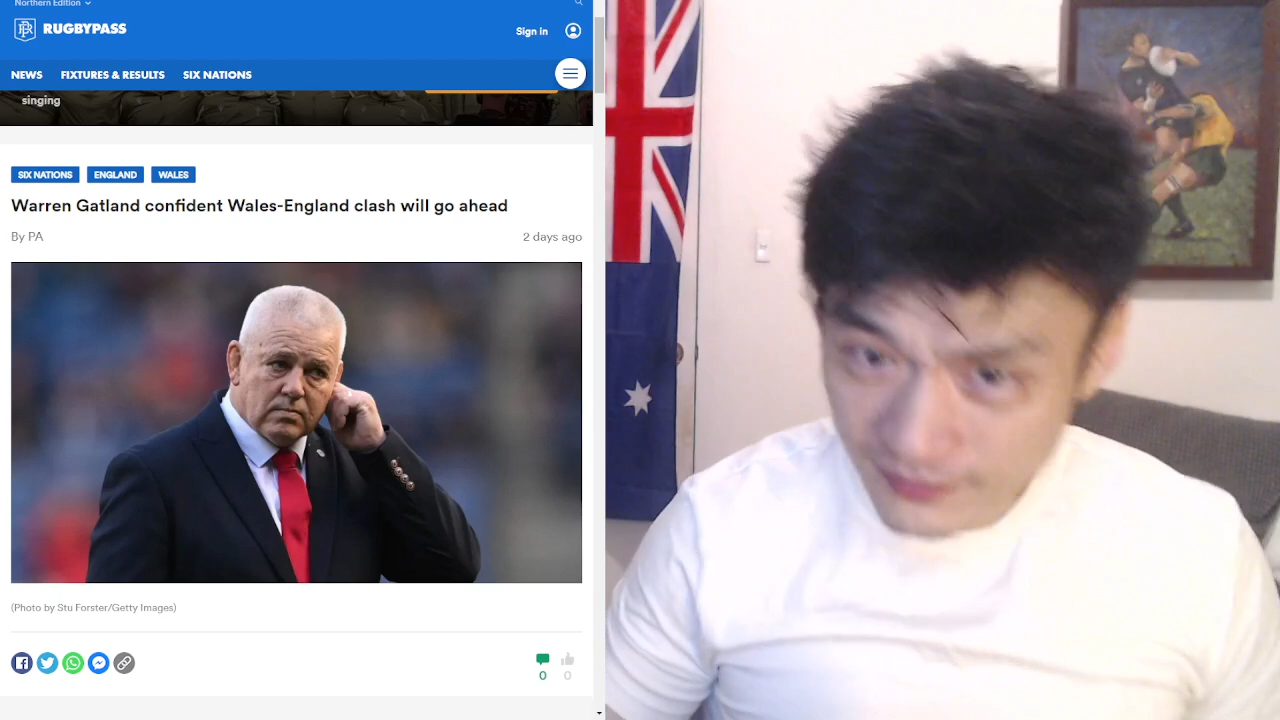 Northern Edition
RUGBYPASS
Sign in
NEWS
FIXTURES & RESULTS
SIX NATIONS
singing
SIX NATIONS
ENGLAND
WALES
Warren Gatland confident Wales-England clash will go ahead
By PA
2 days ago
(Photo by Stu Forster/Getty Images)
0
0